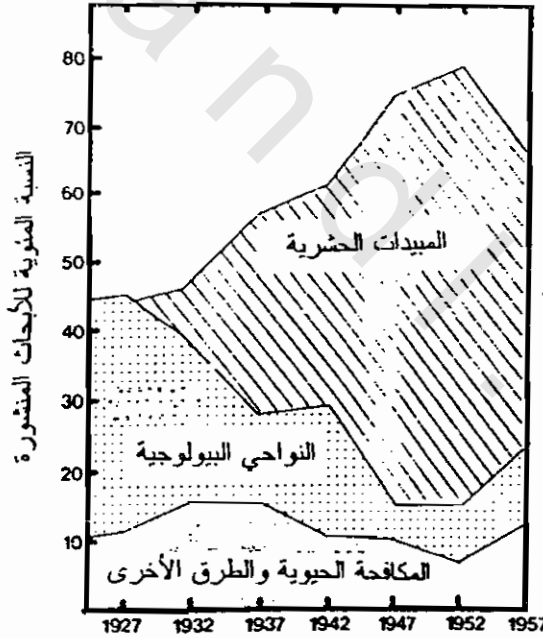 80
70
60
50
40
30
20
10
النسبة المئوية للأبحاث المنشورة
المبيدات الحشرية
النواحي البيولوجية
المكافحة الحيوية والطرق الأخرى
1927 1932 1937 1942 1947 1952 1957